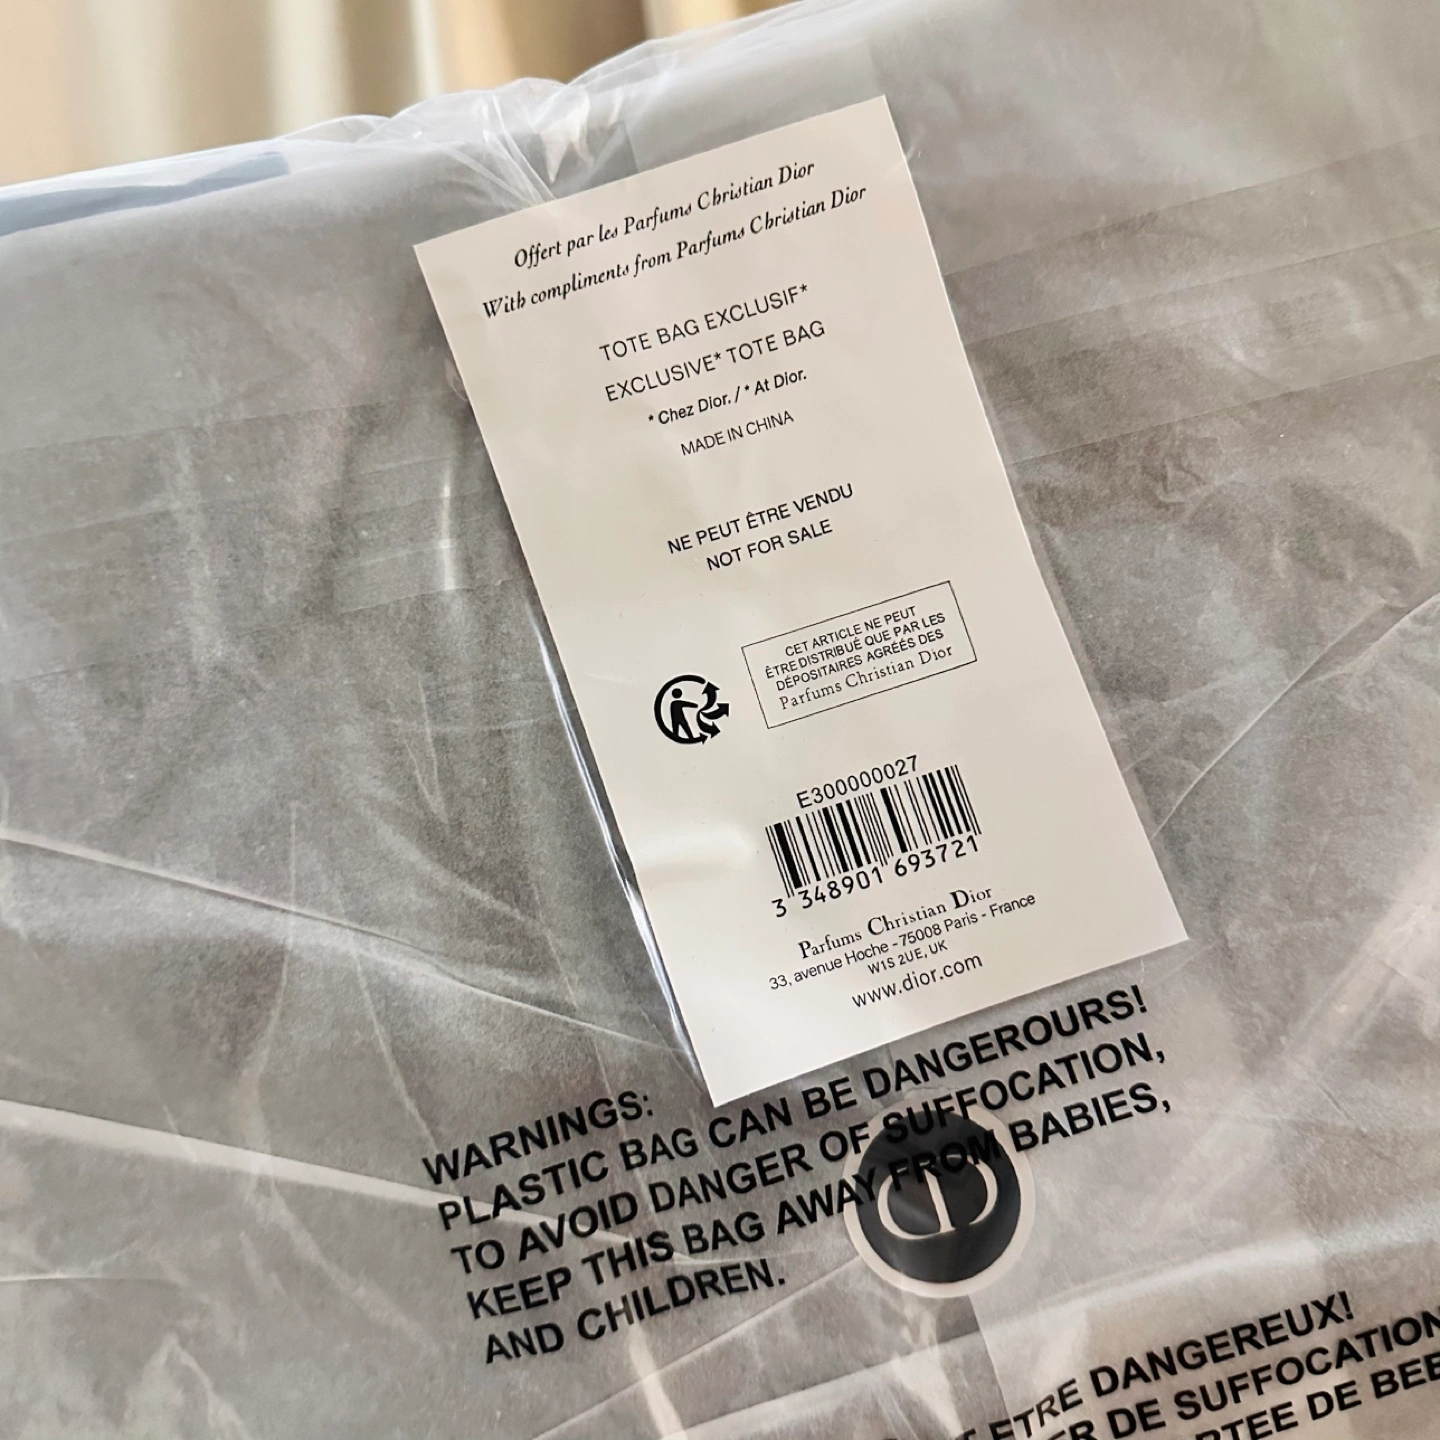 Offert par les Parfums Christian Dior
With compliments from Parfums Christian Dior
TOTE BAG EXCLUSIF*
EXCLUSIVE* TOTE BAG
* Chez Dior. / * At Dior.
MADE IN CHINA
NE PEUT ÊTRE VENDU
NOT FOR SALE
CET ARTICLE NE PEUT
ÊTRE DISTRIBUÉ QUE PAR LES
DÉPOSITAIRES AGRÉÉS DES
Parfums Christian Dior
E300000027
3 348901 693721
Parfums Christian Dior
33, avenue Hoche - 75008 Paris - France
W1S 2UE, UK
www.dior.com
WARNINGS:
PLASTIC BAG CAN BE DANGEROURS!
TO AVOID DANGER OF SUFFOCATION,
KEEP THIS BAG AWAY FROM BABIES,
AND CHILDREN.
CD
ETRE DANGEREUX!
DE SUFFOCATION
DE